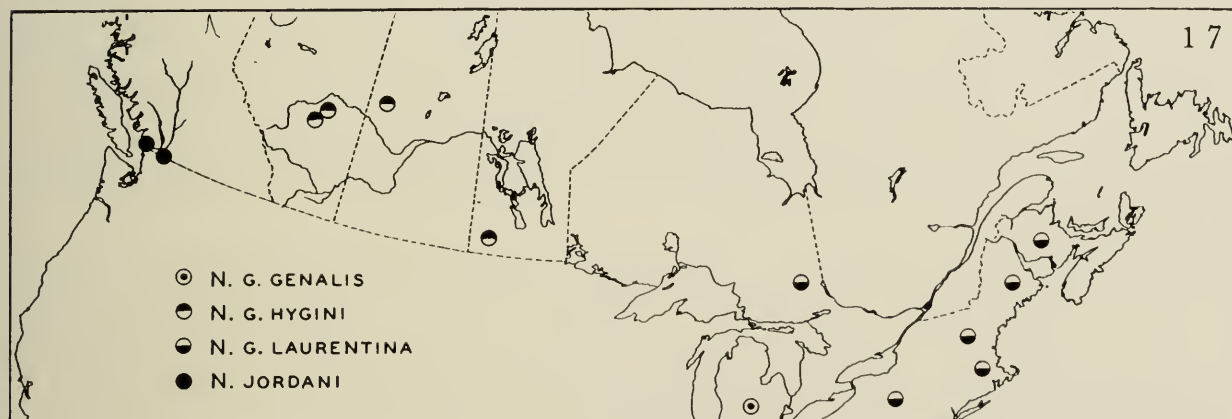 17
N. G. GENALIS
N. G. HYGINI
N. G. LAURENTINA
N. JORDANI